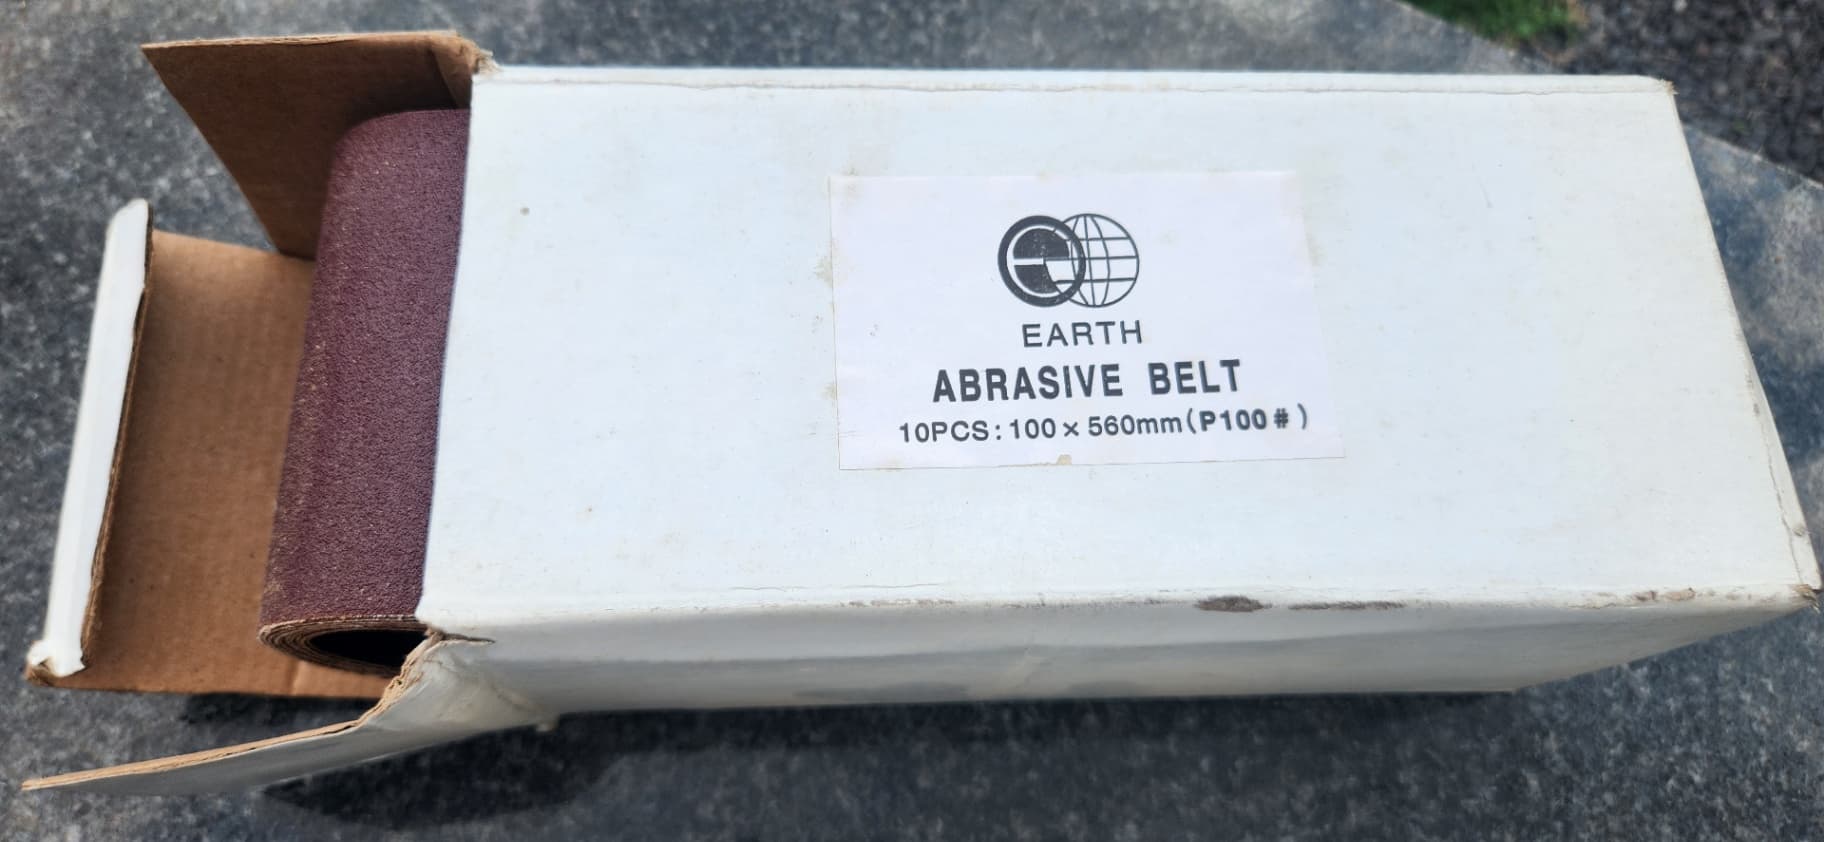 EARTH
ABRASIVE BELT
10PCS: 100 × 560mm (P100#)